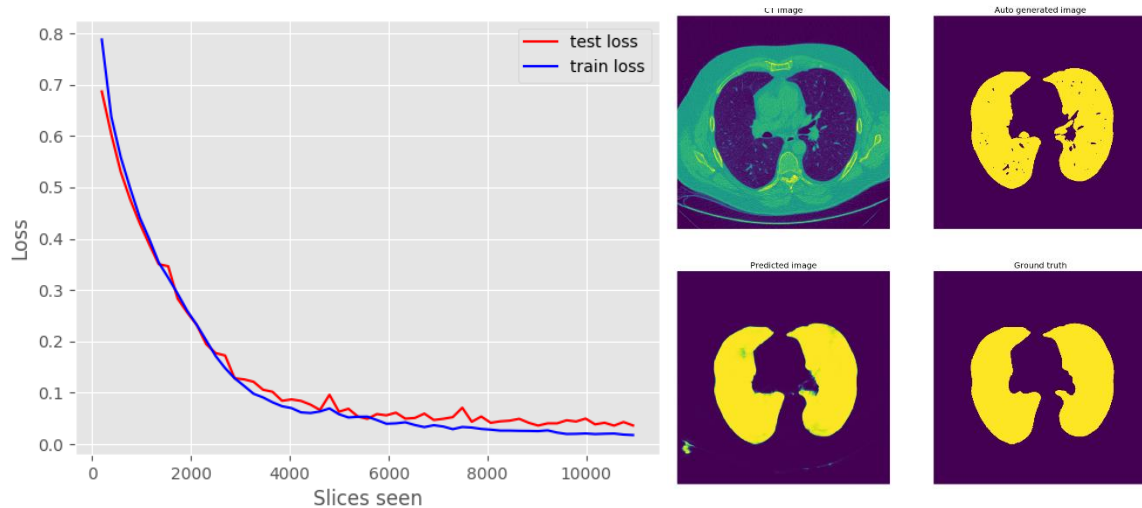 0.8
0.7
0.6
0.5
0.4
0.3
0.2
0.1
0.0
Loss
test loss
train loss
0 2000 4000 6000 8000 10000
Slices seen
CT image
Auto generated image
Predicted image
Ground truth